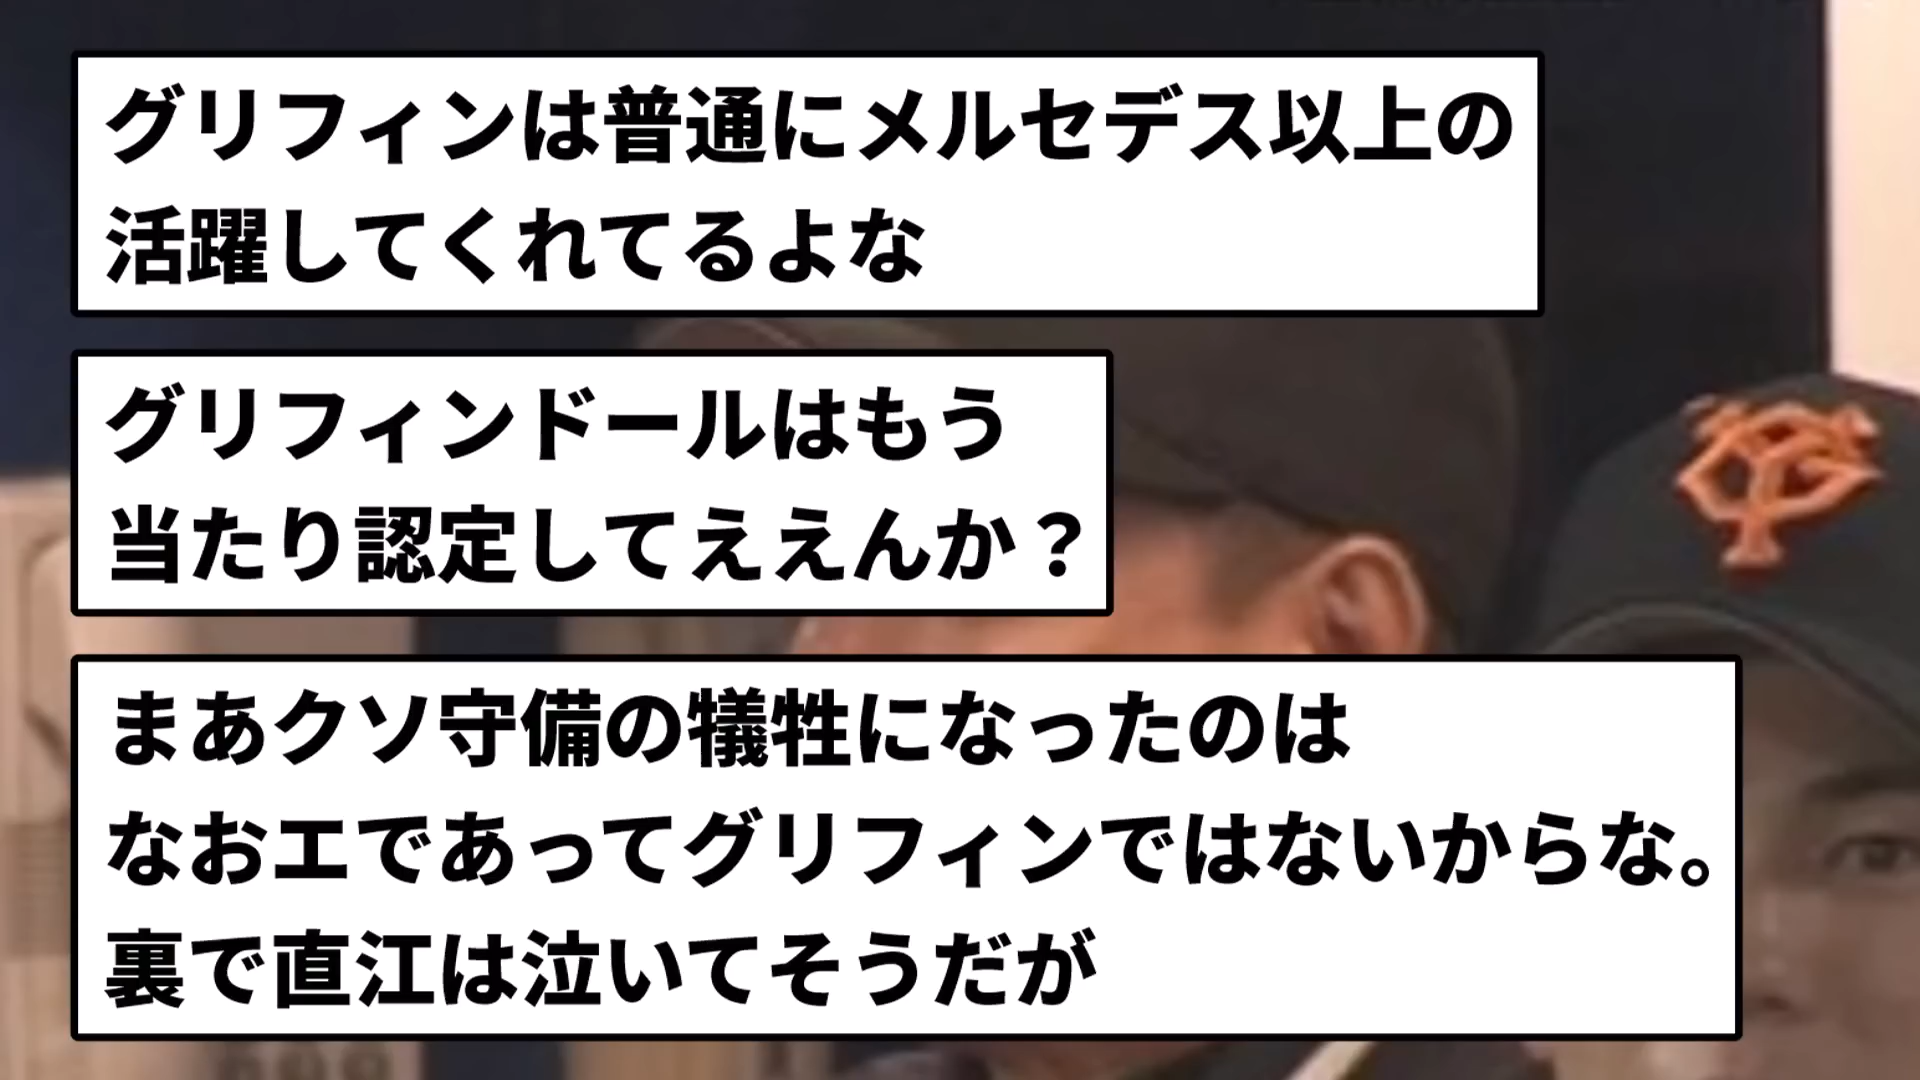 グリフィンは普通にメルセデス以上の
活躍してくれてるよな
グリフィンドールはもう
当たり認定してええんか？
まあクソ守備の犠牲になったのは
なおエであってグリフィンではないからな。
裏で直江は泣いてそうだが